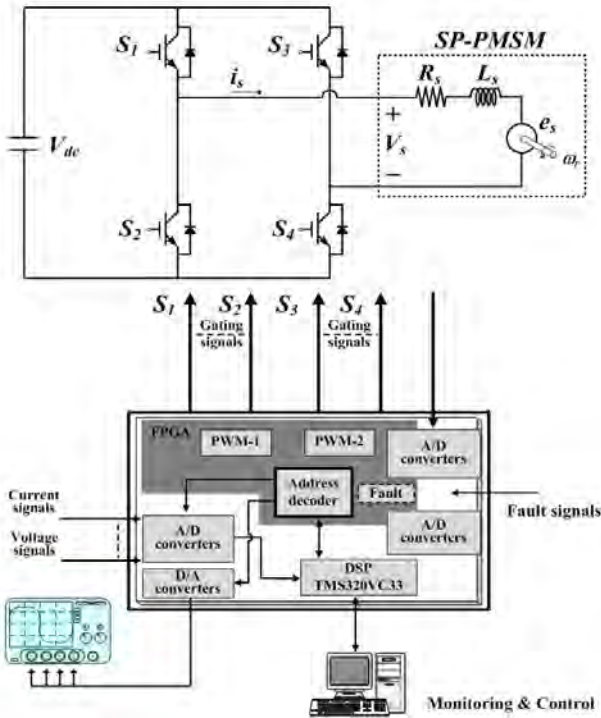 SP-PMSM
S1
S3
is
Rs
Ls
+
Vs
−
es
ωr
Vdc
S2
S4
S1
S2
S3
S4
Gating
signals
Gating
signals
FPGA
PWM-1
PWM-2
A/D
converters
Address
decoder
Fault
Current
signals
Fault signals
Voltage
signals
A/D
converters
A/D
converters
D/A
converters
DSP
TMS320VC33
Monitoring & Control